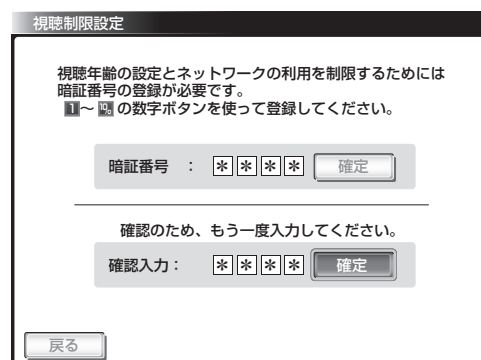 視聴制限設定
視聴年齢の設定とネットワークの利用を制限するためには
暗証番号の登録が必要です。
1～10/0の数字ボタンを使って登録してください。
暗証番号 ： ＊＊＊＊ 確定
確認のため、もう一度入力してください。
確認入力： ＊＊＊＊ 確定
戻る